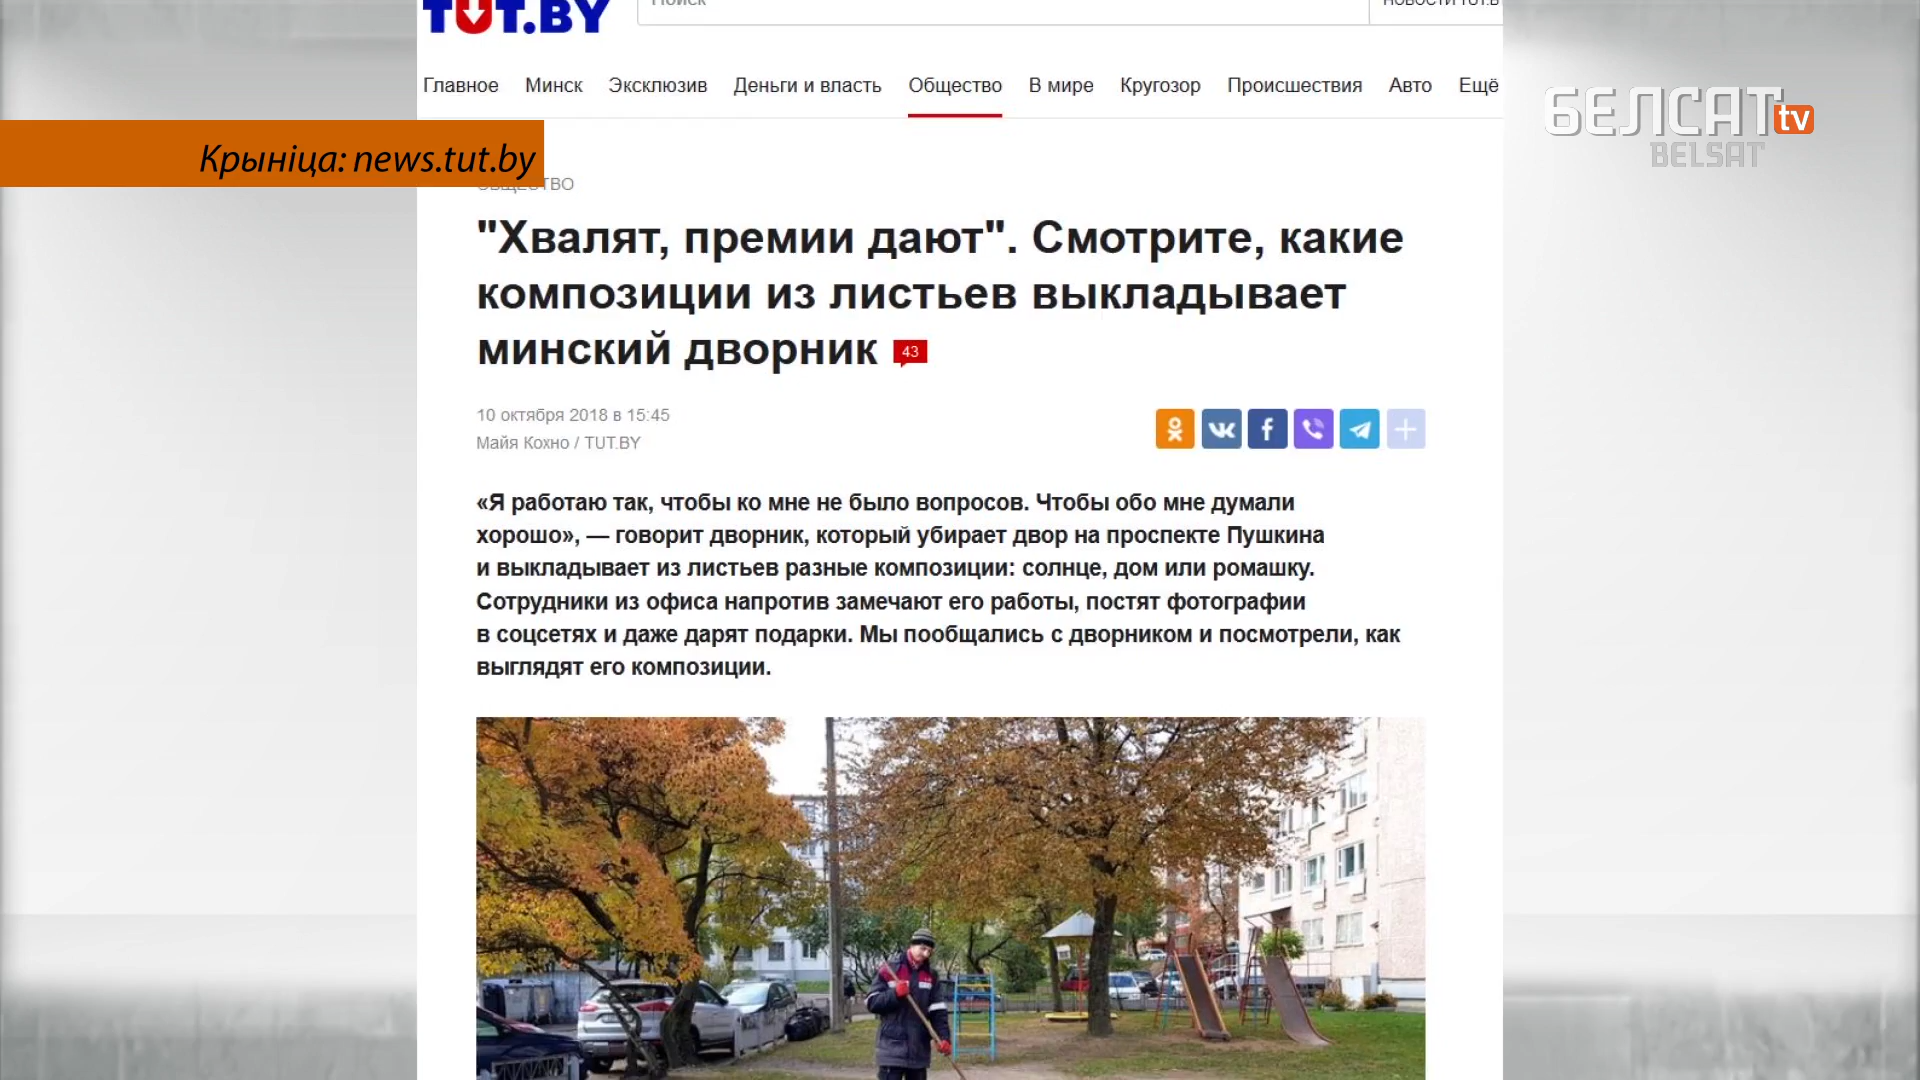 TUT.BY
Поиск
НОВОСТИ TUT.B
Главное Минск Эксклюзив Деньги и власть Общество В мире Кругозор Происшествия Авто Ещё
БЕЛСАТ tv
BELSAT
Крыніца: news.tut.by
ОБЩЕСТВО
"Хвалят, премии дают". Смотрите, какие
композиции из листьев выкладывает
минский дворник 43
10 октября 2018 в 15:45
Майя Кохно / TUT.BY
«Я работаю так, чтобы ко мне не было вопросов. Чтобы обо мне думали
хорошо», — говорит дворник, который убирает двор на проспекте Пушкина
и выкладывает из листьев разные композиции: солнце, дом или ромашку.
Сотрудники из офиса напротив замечают его работы, постят фотографии
в соцсетях и даже дарят подарки. Мы пообщались с дворником и посмотрели, как
выглядят его композиции.